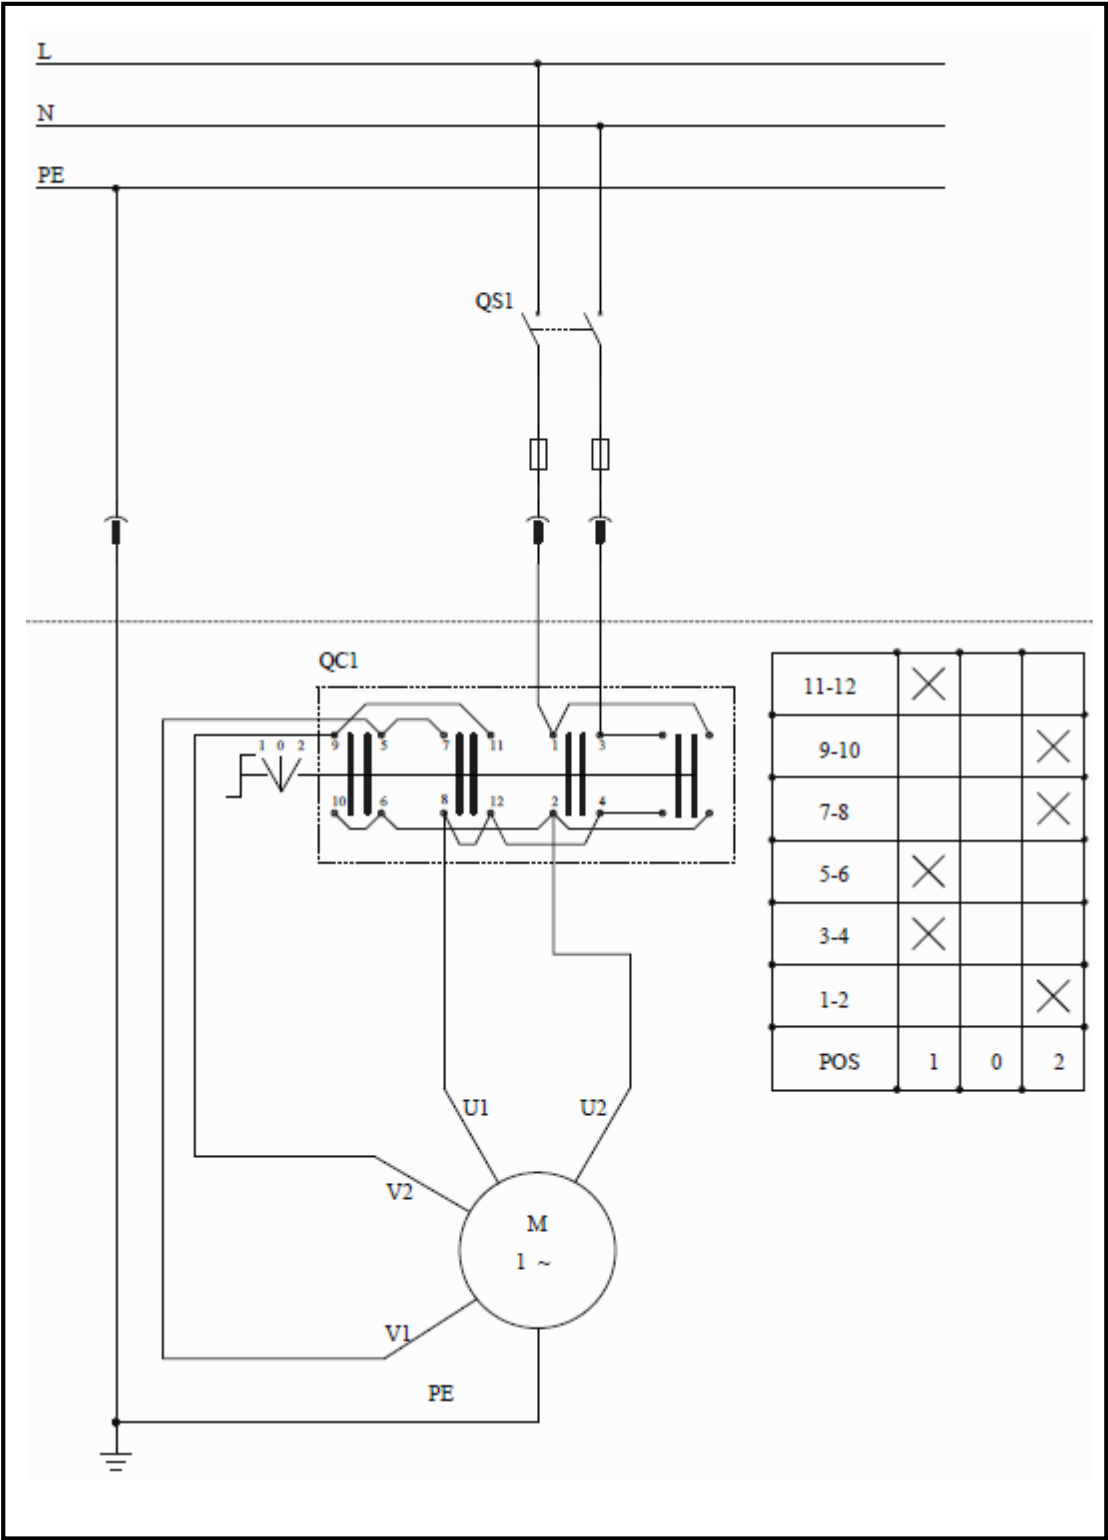 L
N
PE
QS1
QC1
1 0 2
9 5 7 11 1 3
10 6 8 12 2 4
11-12
9-10
7-8
5-6
3-4
1-2
POS 1 0 2
U1 U2
V2
M
1 ~
V1
PE